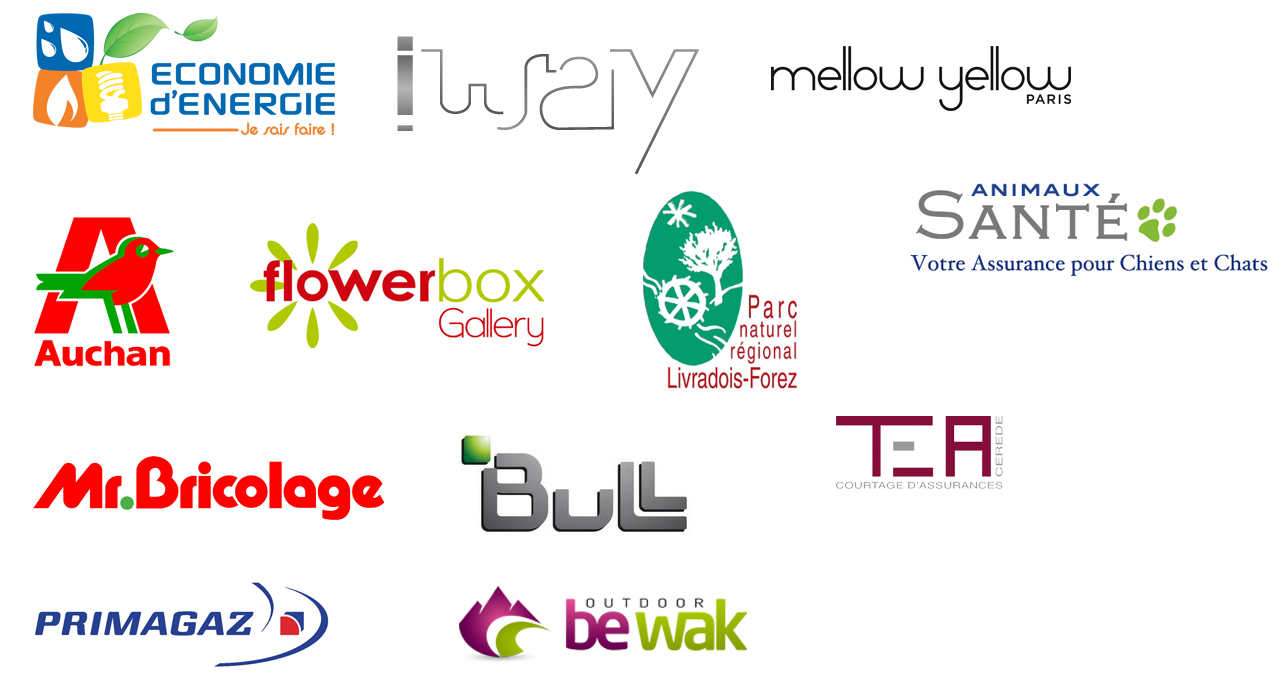 ECONOMIE
d'ENERGIE
Je sais faire !
iway
mellow yellow
PARIS
Auchan
flowerbox
Gallery
Parc
naturel
régional
Livradois-Forez
ANIMAUX
SANTÉ
Votre Assurance pour Chiens et Chats
Mr.Bricolage
BULL
TEA
CEREDE
COURTAGE D'ASSURANCES
PRIMAGAZ
OUTDOOR
be wak